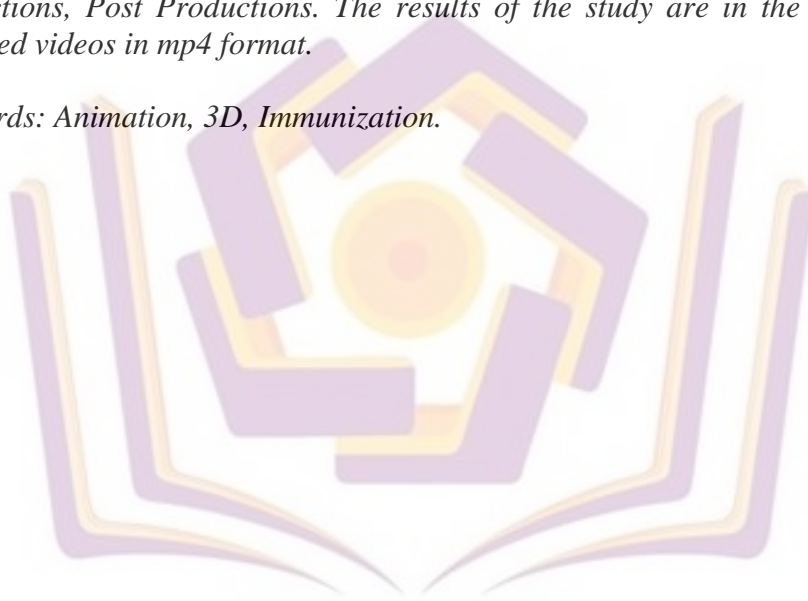 ctions, Post Productions. The results of the study are in the
ed videos in mp4 format.
rds: Animation, 3D, Immunization.